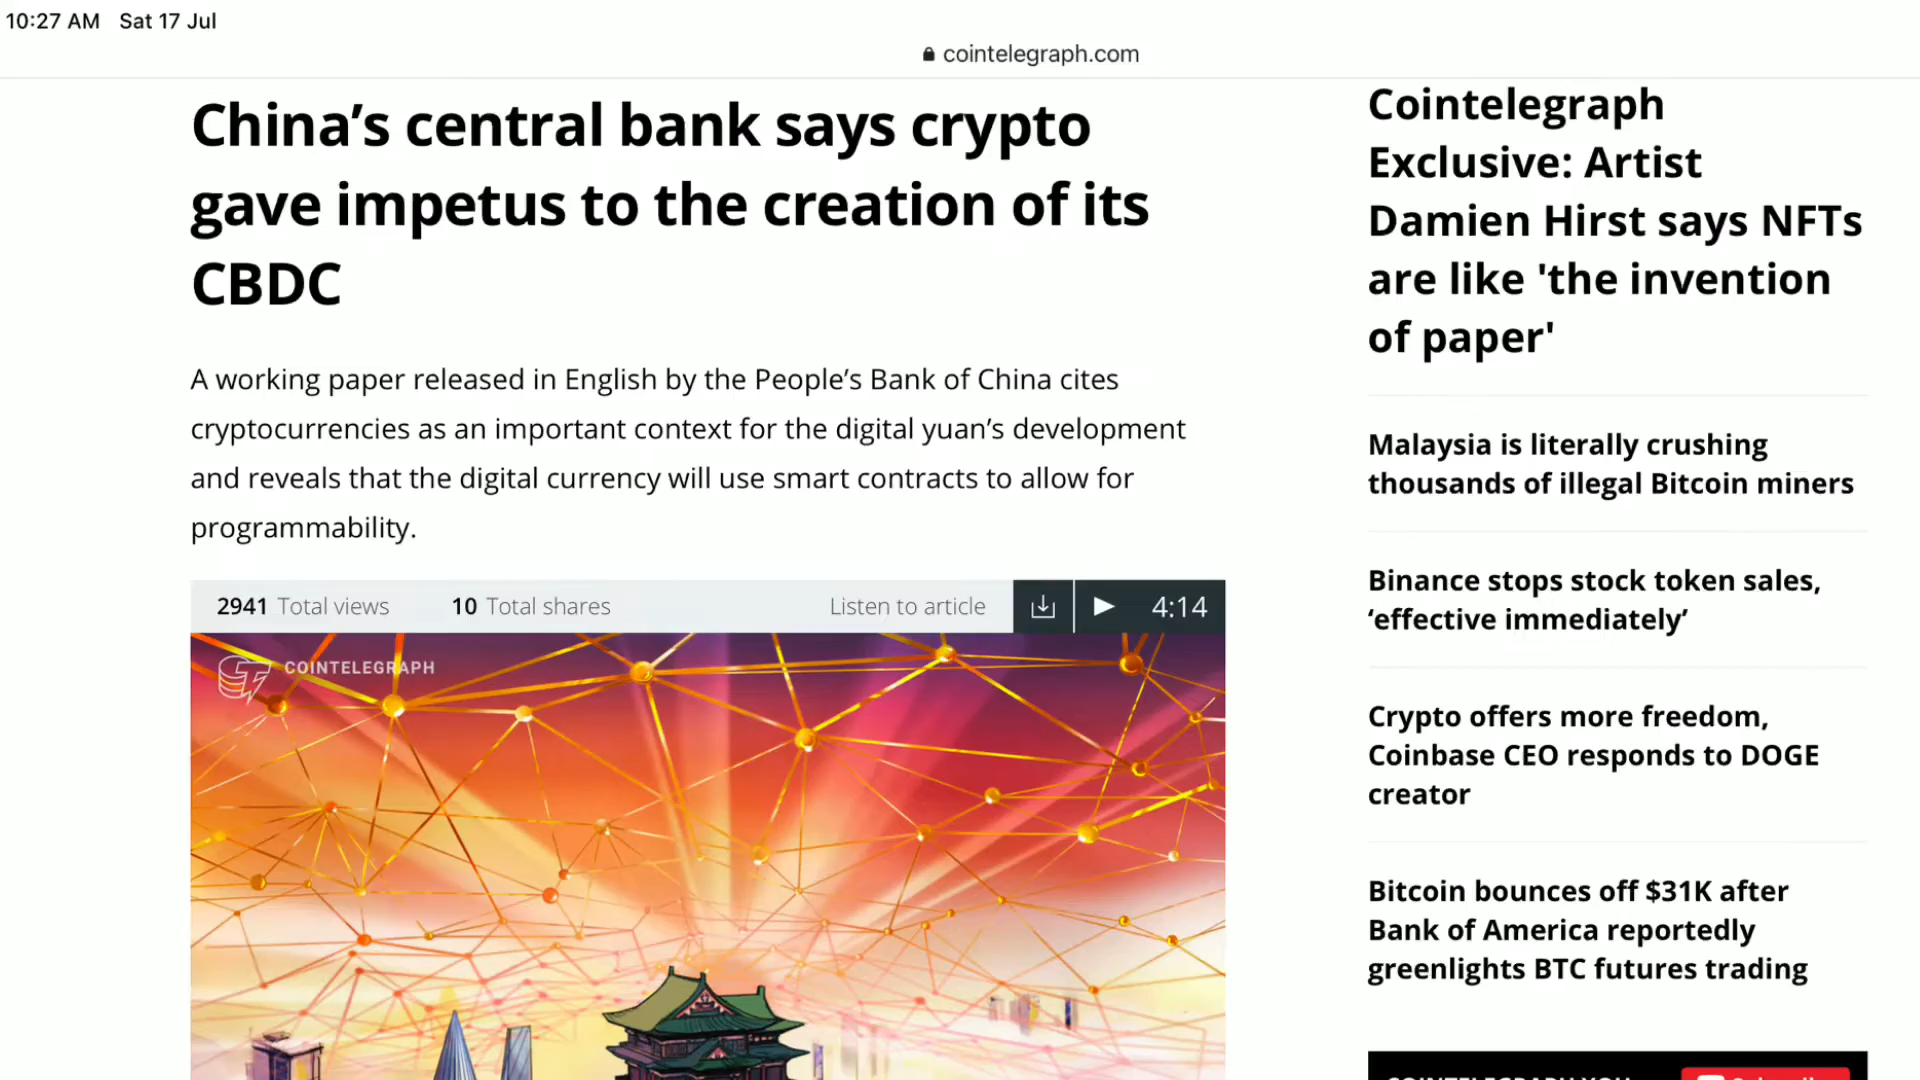 10:27 AM Sat 17 Jul
cointelegraph.com
China’s central bank says crypto
gave impetus to the creation of its
CBDC
A working paper released in English by the People’s Bank of China cites
cryptocurrencies as an important context for the digital yuan’s development
and reveals that the digital currency will use smart contracts to allow for
programmability.
2941 Total views 10 Total shares Listen to article 4:14
COINTELEGRAPH
Cointelegraph
Exclusive: Artist
Damien Hirst says NFTs
are like 'the invention
of paper'
Malaysia is literally crushing
thousands of illegal Bitcoin miners
Binance stops stock token sales,
‘effective immediately’
Crypto offers more freedom,
Coinbase CEO responds to DOGE
creator
Bitcoin bounces off $31K after
Bank of America reportedly
greenlights BTC futures trading